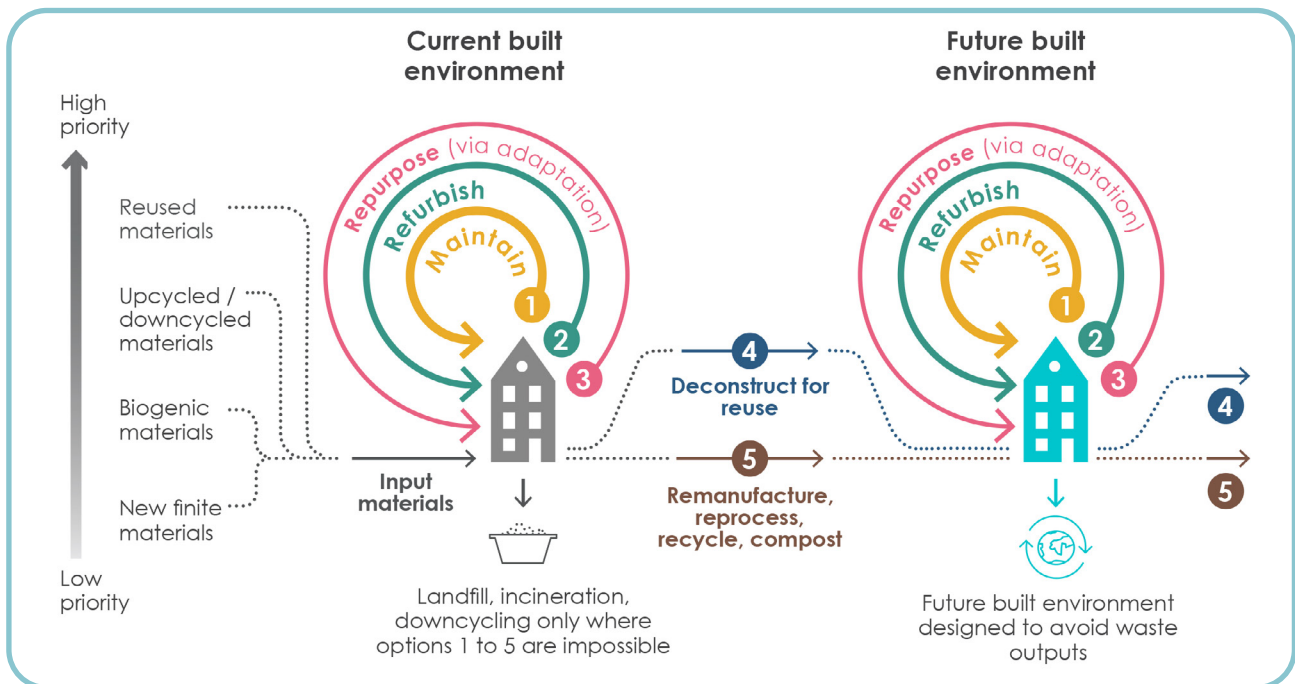 Current built
environment
Future built
environment
High
priority
Reused
materials
Upcycled /
downcycled
materials
Biogenic
materials
New finite
materials
Low
priority
Input
materials
Repurpose (via adaptation)
Refurbish
Maintain
1
2
3
4
Deconstruct for
reuse
5
Remanufacture,
reprocess,
recycle, compost
Landfill, incineration,
downcycling only where
options 1 to 5 are impossible
Repurpose (via adaptation)
Refurbish
Maintain
1
2
3
4
5
Future built environment
designed to avoid waste
outputs